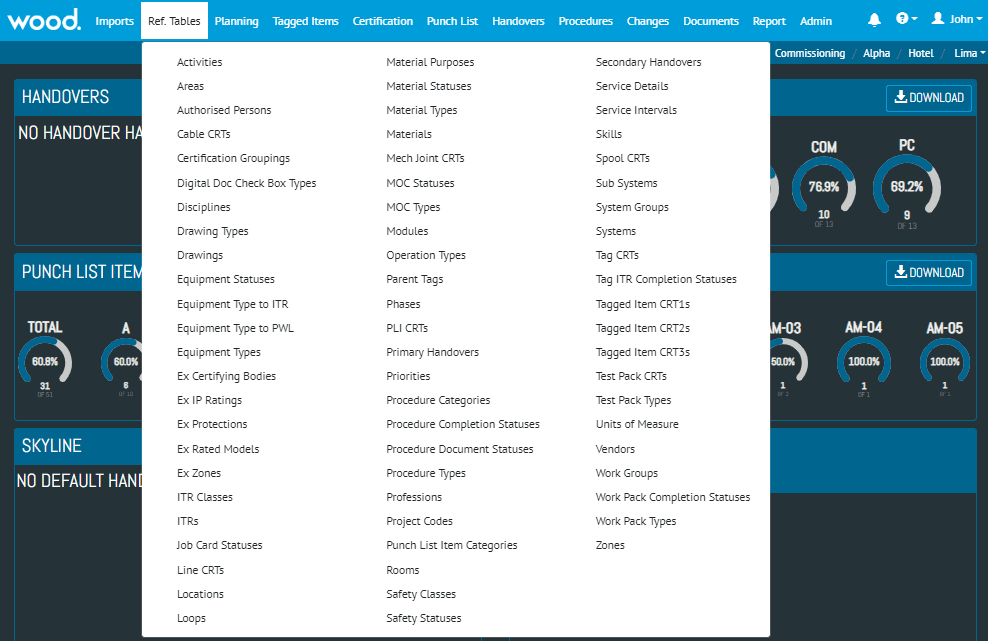 wood.
Imports Ref. Tables Planning Tagged Items Certification Punch List Handovers Procedures Changes Documents Report Admin John
Commissioning / Alpha / Hotel / Lima
Activities
Areas
Authorised Persons
Cable CRTs
Certification Groupings
Digital Doc Check Box Types
Disciplines
Drawing Types
Drawings
Equipment Statuses
Equipment Type to ITR
Equipment Type to PWL
Equipment Types
Ex Certifying Bodies
Ex IP Ratings
Ex Protections
Ex Rated Models
Ex Zones
ITR Classes
ITRs
Job Card Statuses
Line CRTs
Locations
Loops
Material Purposes
Material Statuses
Material Types
Materials
Mech Joint CRTs
MOC Statuses
MOC Types
Modules
Operation Types
Parent Tags
Phases
PLI CRTs
Primary Handovers
Priorities
Procedure Categories
Procedure Completion Statuses
Procedure Document Statuses
Procedure Types
Professions
Project Codes
Punch List Item Categories
Rooms
Safety Classes
Safety Statuses
Secondary Handovers
Service Details
Service Intervals
Skills
Spool CRTs
Sub Systems
System Groups
Systems
Tag CRTs
Tag ITR Completion Statuses
Tagged Item CRT1s
Tagged Item CRT2s
Tagged Item CRT3s
Test Pack CRTs
Test Pack Types
Units of Measure
Vendors
Work Groups
Work Pack Completion Statuses
Work Pack Types
Zones
HANDOVERS
NO HANDOVER HA
DOWNLOAD
COM
76.9%
10
OF 13
PC
69.2%
9
OF 13
PUNCH LIST ITEM
DOWNLOAD
TOTAL
60.8%
31
OF 51
A
60.0%
6
OF 10
AM-03
50.0%
1
OF 2
AM-04
100.0%
1
OF 1
AM-05
100.0%
1
OF 1
SKYLINE
NO DEFAULT HAND